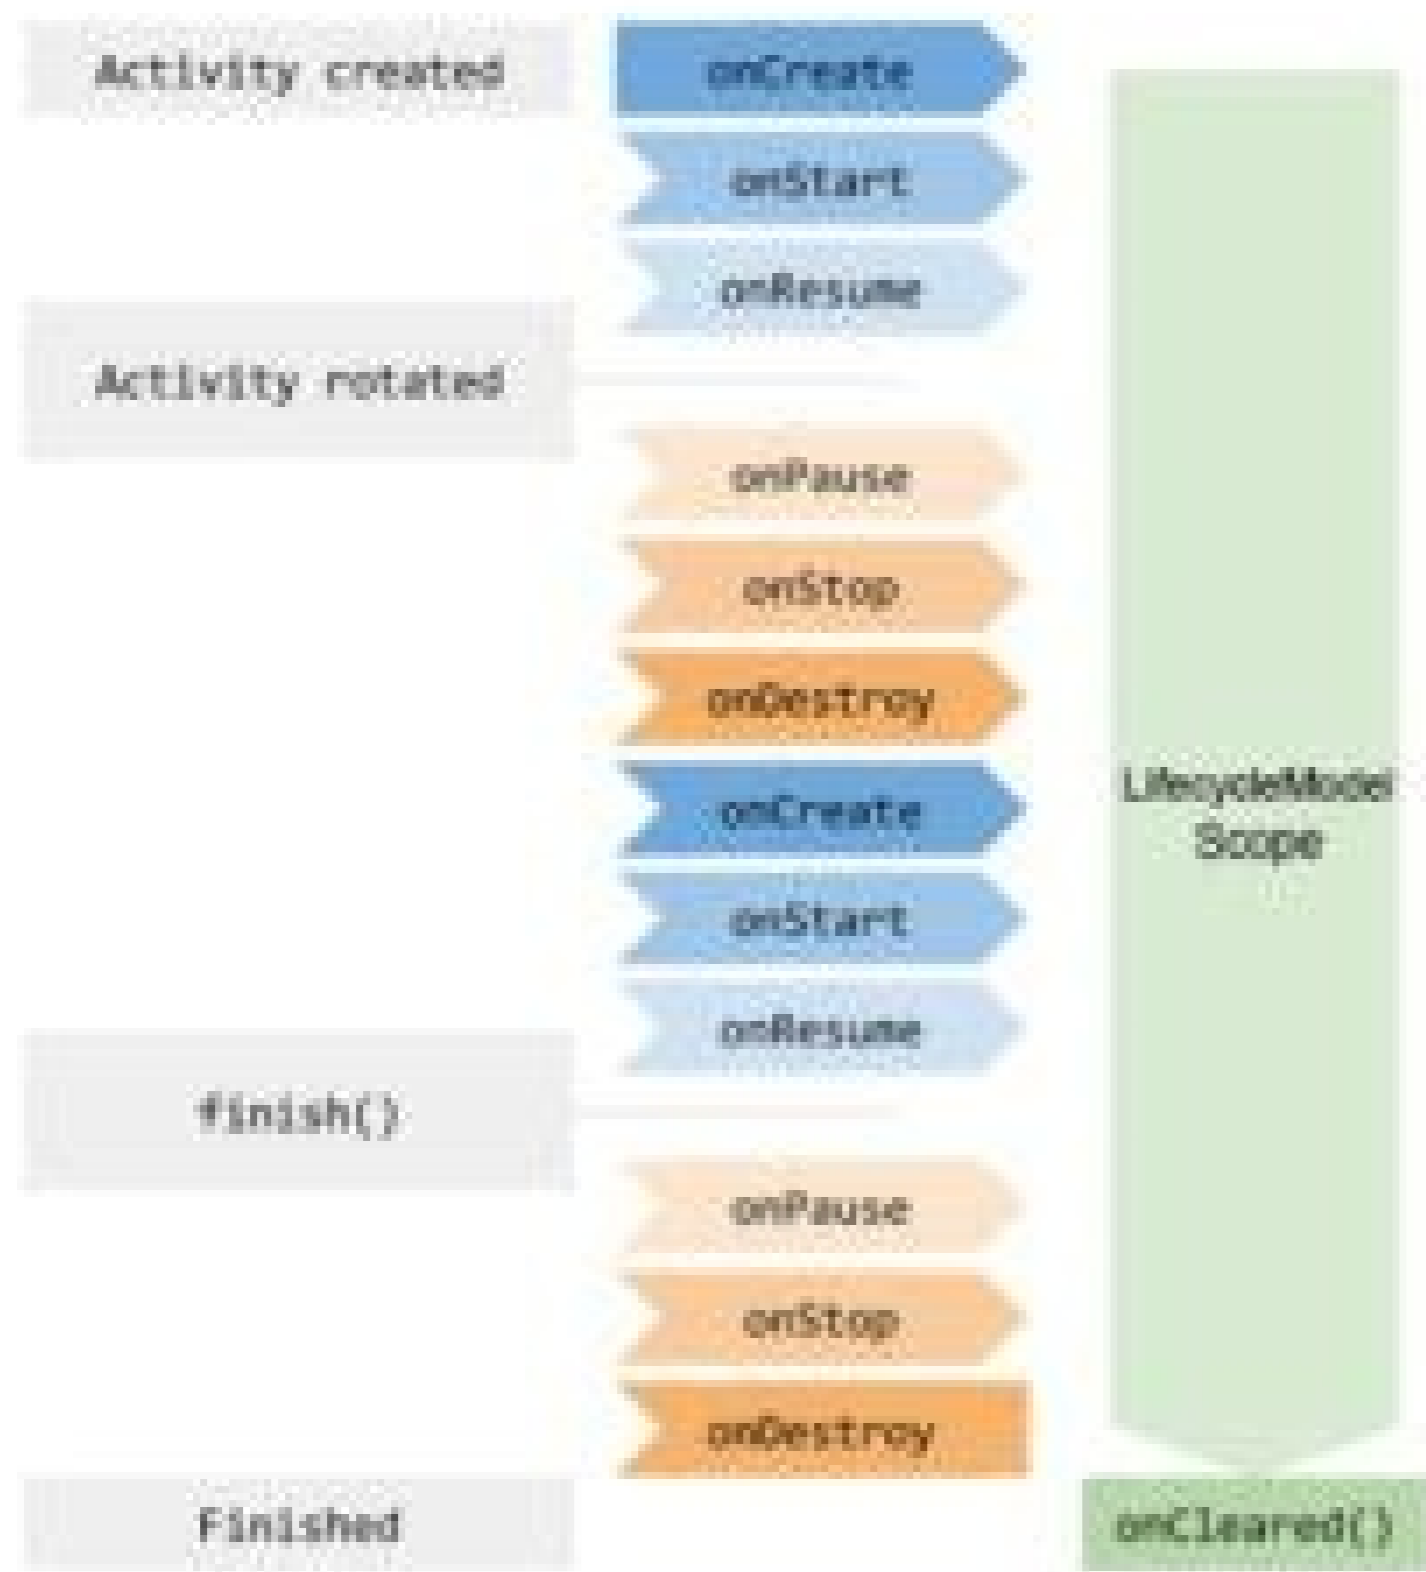 Activity created
onCreate
onStart
onResume
Activity rotated
onPause
onStop
onDestroy
onCreate
onStart
onResume
finish()
onPause
onStop
onDestroy
Finished
LifecycleModel
Scope
onCleared()